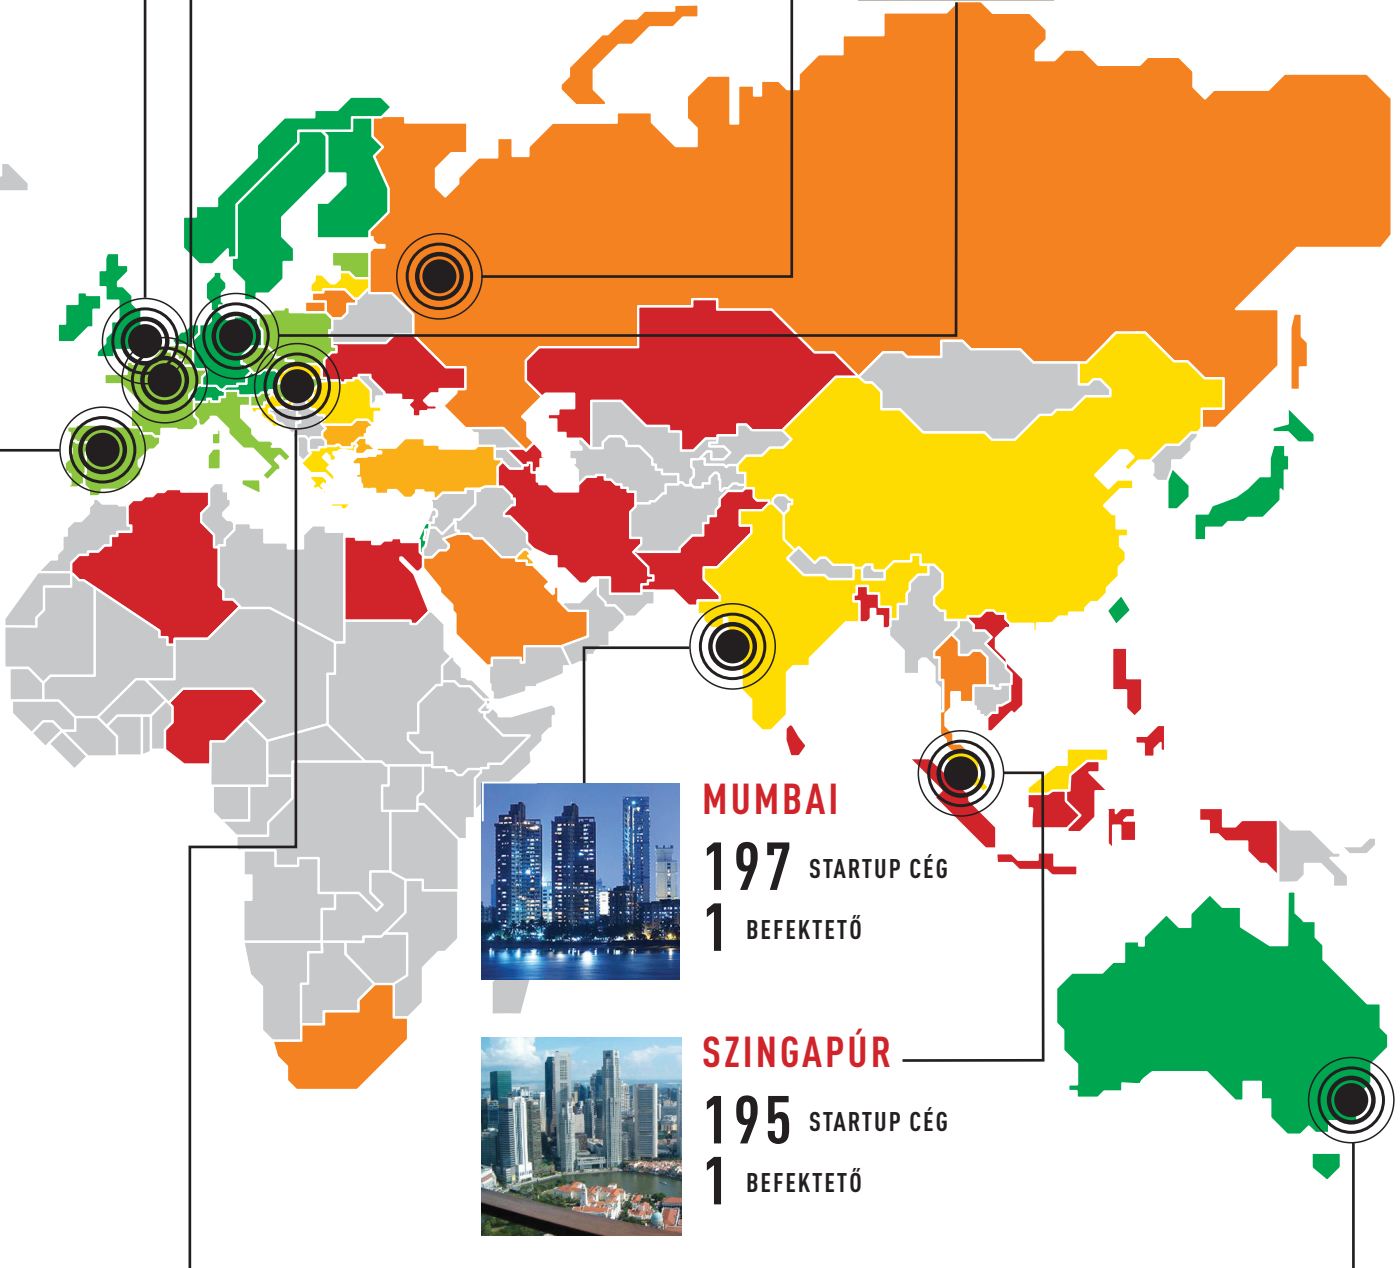 MUMBAI
197 STARTUP CÉG
1 BEFEKTETŐ
SZINGAPÚR
195 STARTUP CÉG
1 BEFEKTETŐ